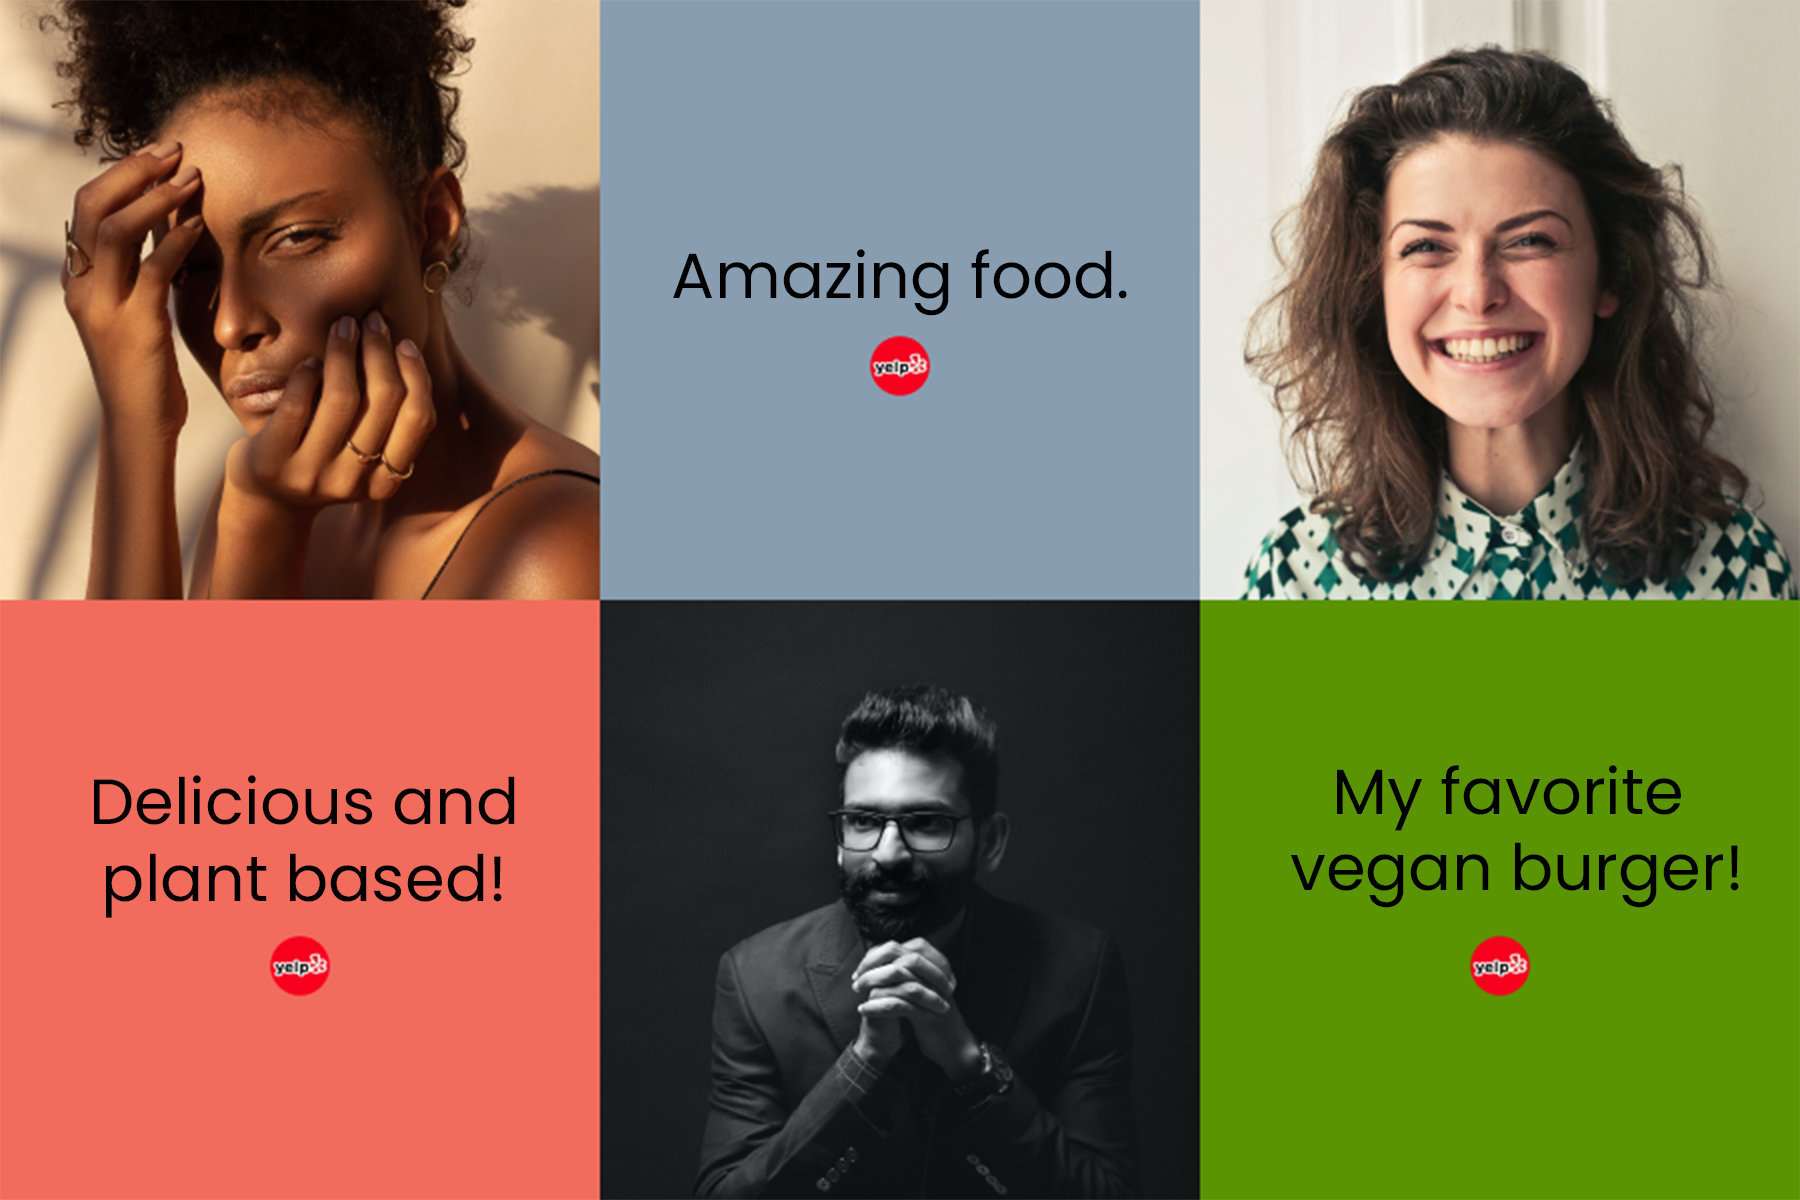 Amazing food.
yelp
Delicious and
plant based!
yelp
My favorite
vegan burger!
yelp